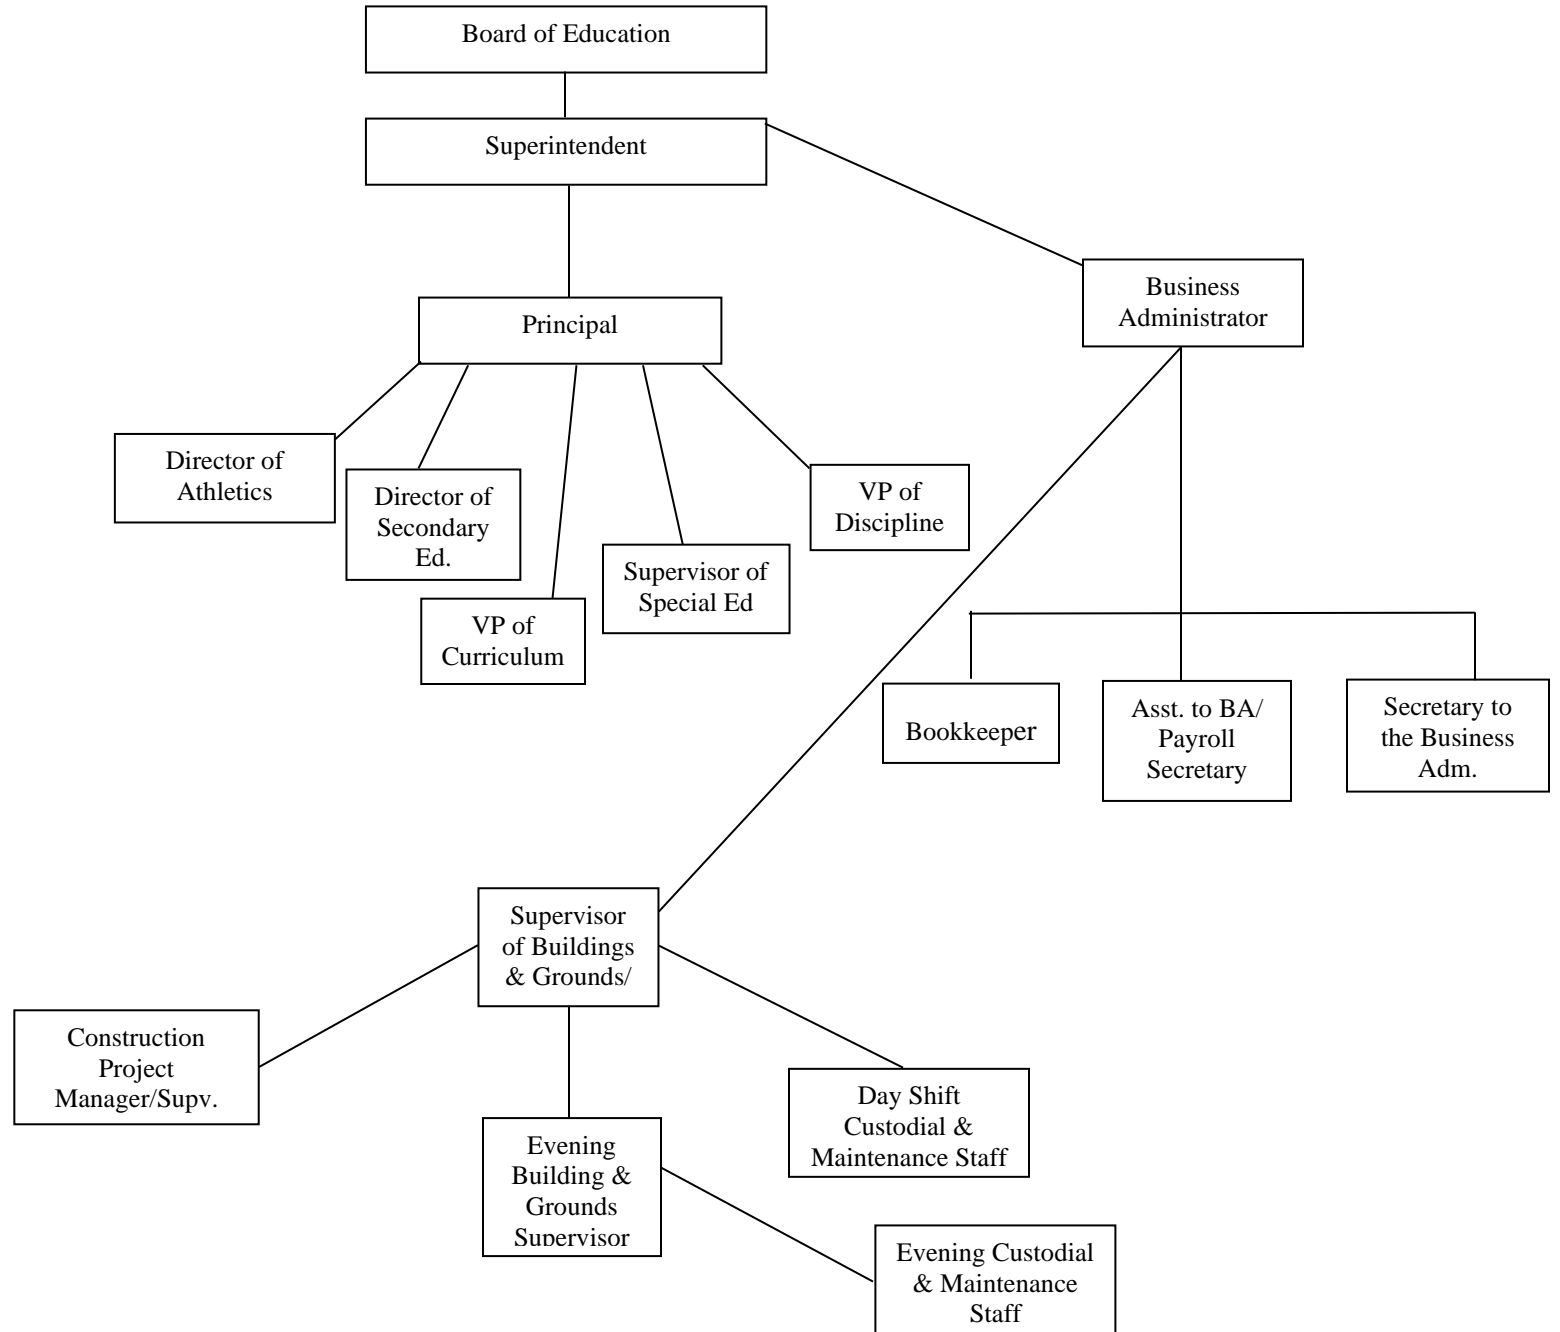 Board of Education
Superintendent
Business
Administrator
Principal
Director of
Athletics
Director of
Secondary
Ed.
VP of
Curriculum
Supervisor of
Special Ed
VP of
Discipline
Bookkeeper
Asst. to BA/
Payroll
Secretary
Secretary to
the Business
Adm.
Supervisor
of Buildings
& Grounds/
Construction
Project
Manager/Supv.
Evening
Building &
Grounds
Supervisor
Day Shift
Custodial &
Maintenance Staff
Evening Custodial
& Maintenance
Staff